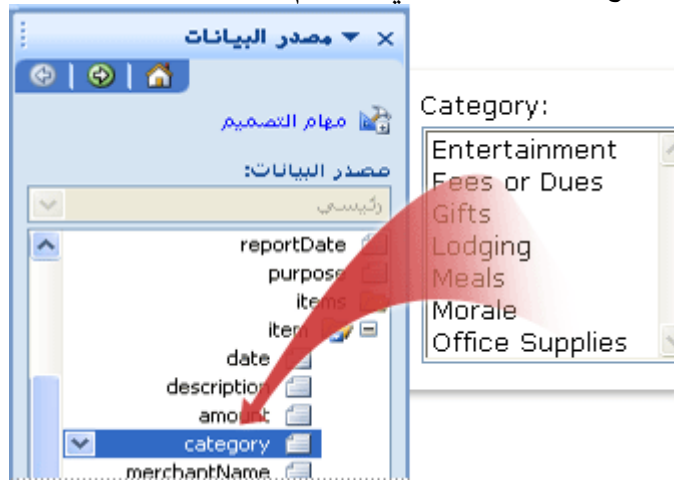 مصدر البيانات
مهام التصميم
مصدر البيانات:
رئيسي
reportDate
purpose
items
item
date
description
amount
category
merchantName
Category:
Entertainment
Fees or Dues
Gifts
Lodging
Meals
Morale
Office Supplies